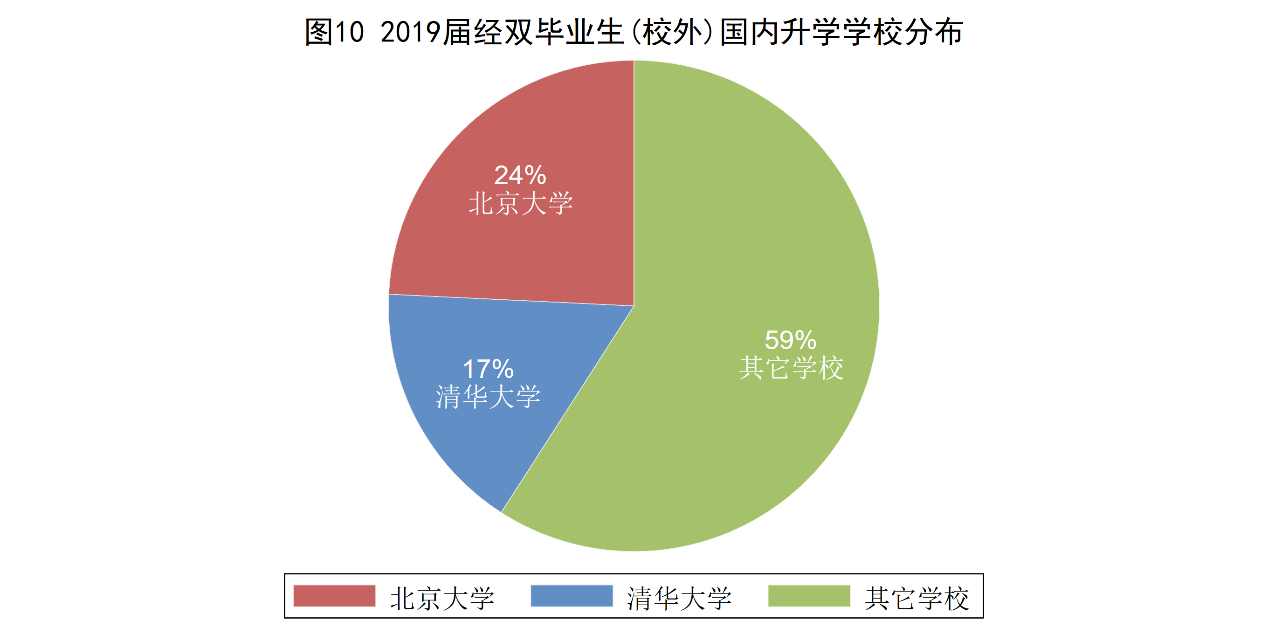 图10 2019届经双毕业生(校外)国内升学学校分布
24%
北京大学
59%
其它学校
17%
清华大学
北京大学 清华大学 其它学校